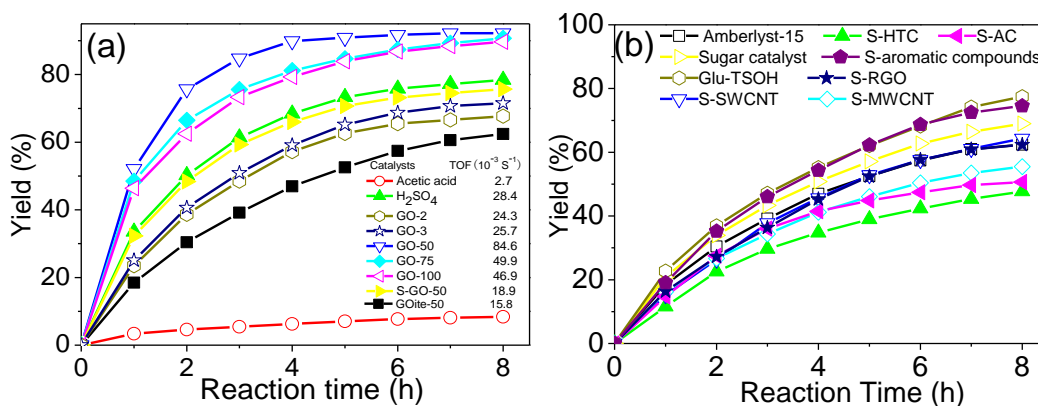 (a)
Yield (%)
80
60
40
20
0
Catalysts TOF (10⁻³ S⁻¹)
Acetic acid 2.7
H₂SO₄ 28.4
GO-2 24.3
GO-3 25.7
GO-50 84.6
GO-75 49.9
GO-100 46.9
S-GO-50 18.9
GOite-50 15.8
0 2 4 6 8
Reaction time (h)
(b)
Yield (%)
100
80
60
40
20
0
Amberlyst-15 S-HTC S-AC
Sugar catalyst S-aromatic compounds
Glu-TSOH S-RGO
S-SWCNT S-MWCNT
0 2 4 6 8
Reaction Time (h)